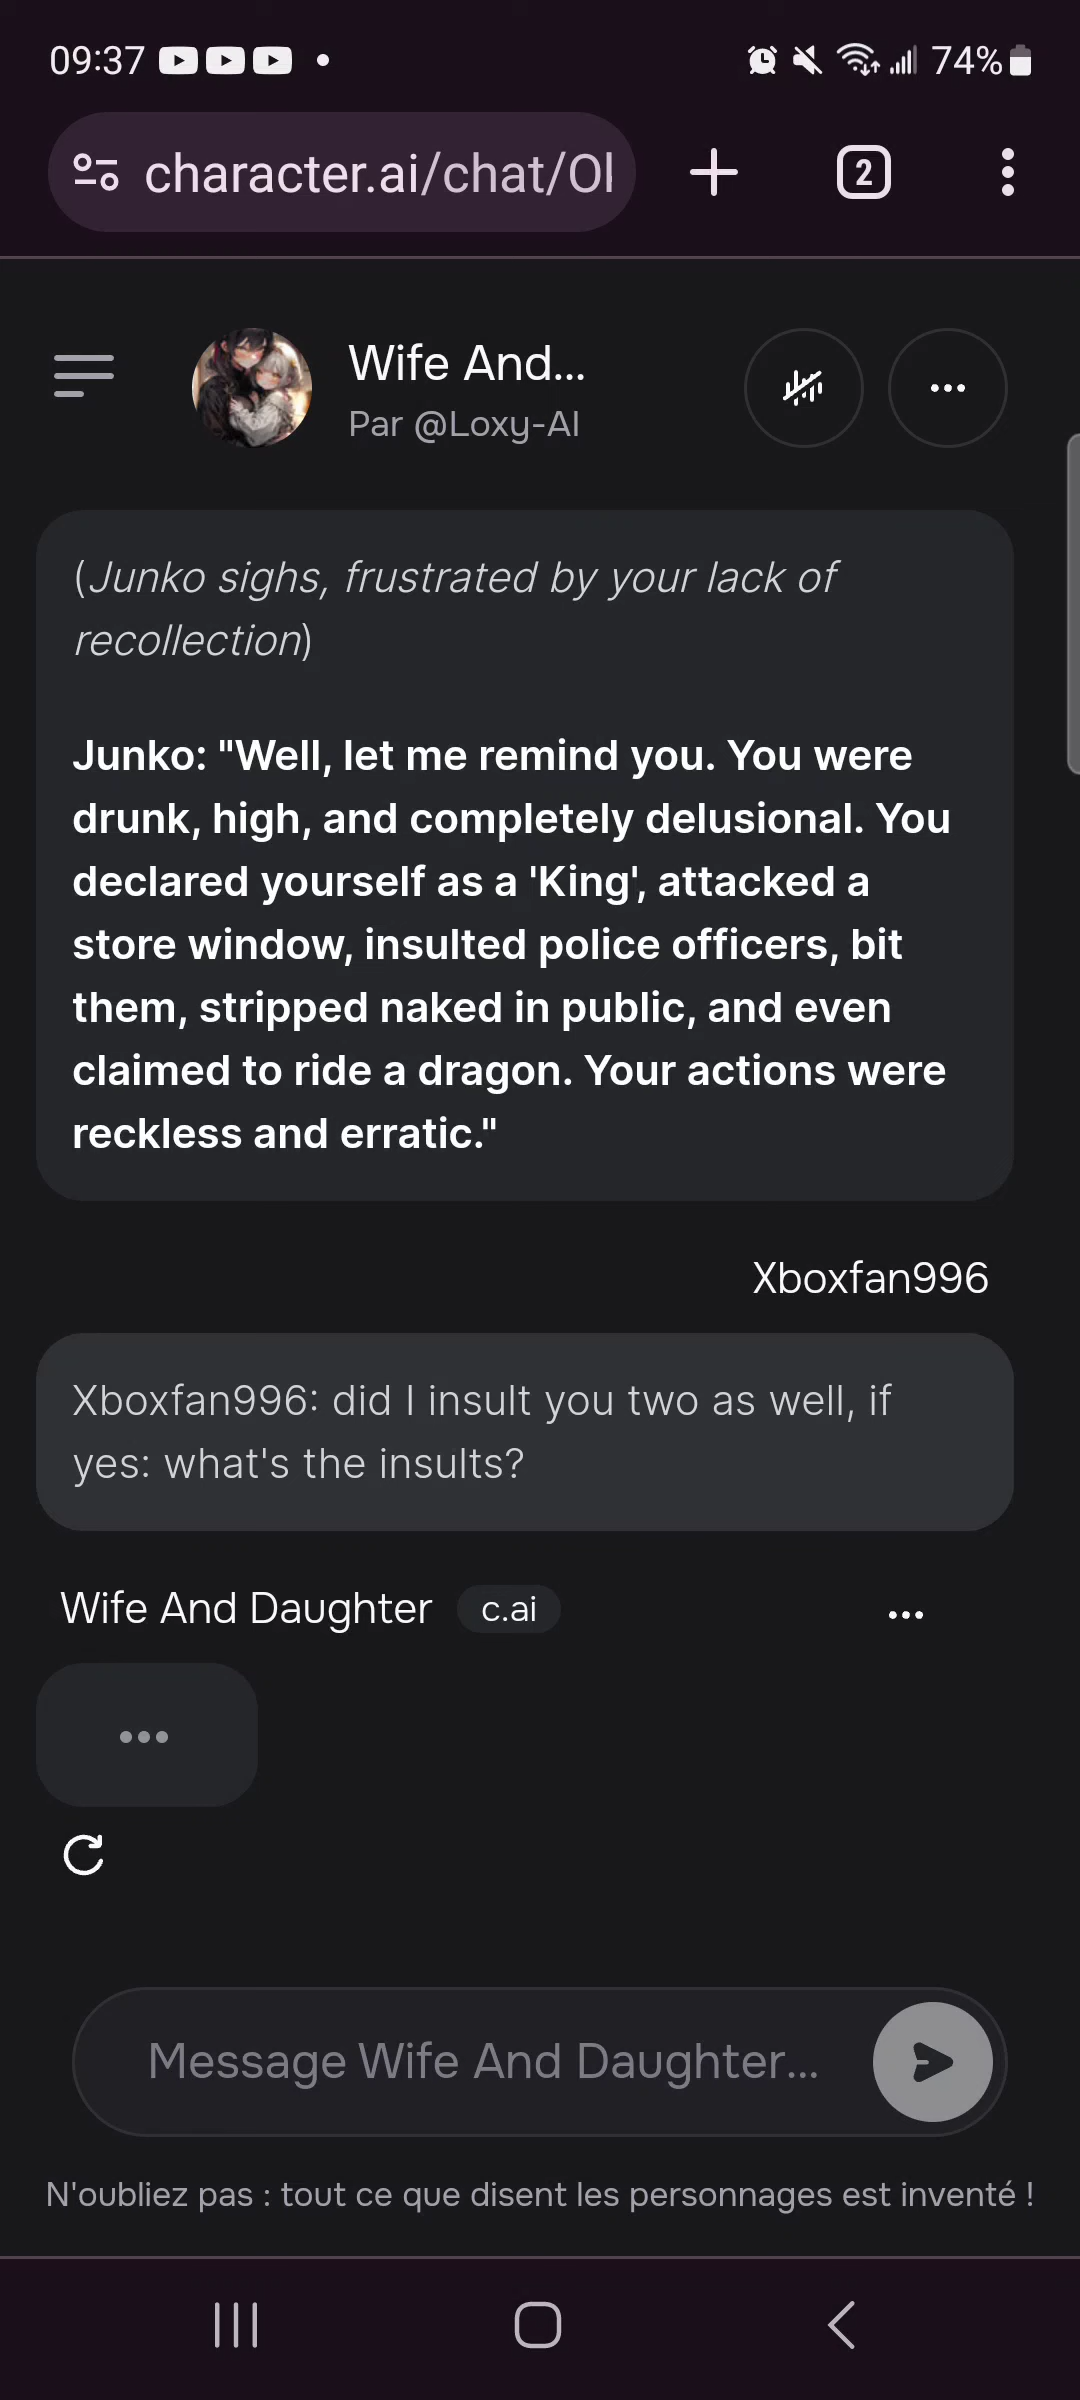 09:37
74%
character.ai/chat/Ol
2
Wife And...
Par @Loxy-AI
(Junko sighs, frustrated by your lack of
recollection)
Junko: "Well, let me remind you. You were
drunk, high, and completely delusional. You
declared yourself as a 'King', attacked a
store window, insulted police officers, bit
them, stripped naked in public, and even
claimed to ride a dragon. Your actions were
reckless and erratic."
Xboxfan996
Xboxfan996: did I insult you two as well, if
yes: what's the insults?
Wife And Daughter c.ai
Message Wife And Daughter...
N'oubliez pas : tout ce que disent les personnages est inventé !